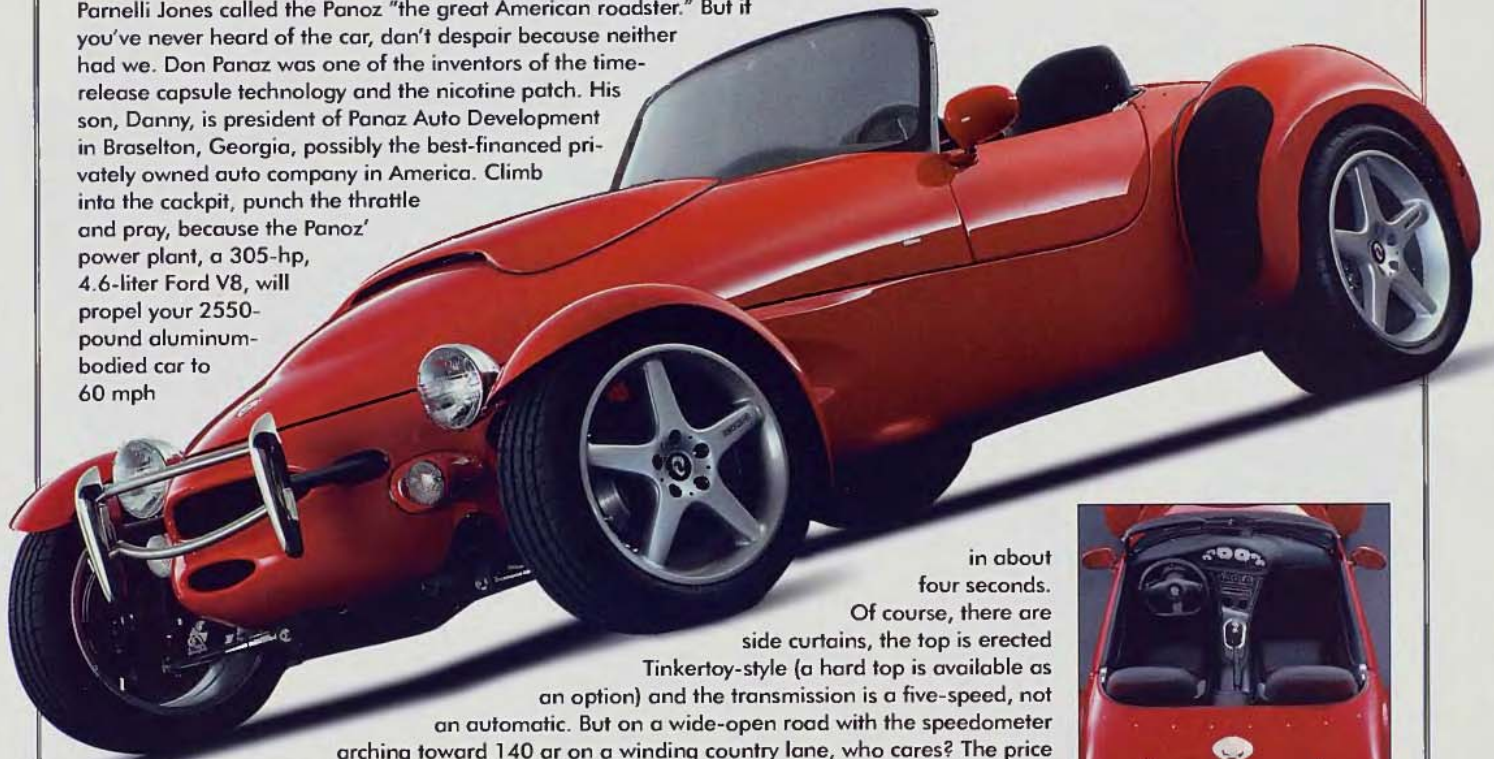 Parnelli Jones called the Panoz "the great American roadster." But if
you've never heard of the car, dan't despair because neither
had we. Don Panaz was one of the inventors of the time-
release capsule technology and the nicotine patch. His
son, Danny, is president of Panaz Auto Development
in Braselton, Georgia, possibly the best-financed pri-
vately owned auto company in America. Climb
inta the cackpit, punch the thrattle
and pray, because the Panoz'
power plant, a 305-hp,
4.6-liter Ford V8, will
propel your 2550-
pound aluminum-
bodied car to
60 mph
in about
four seconds.
Of course, there are
side curtains, the top is erected
Tinkertoy-style (a hard top is available as
an option) and the transmission is a five-speed, not
an automatic. But on a wide-open road with the speedometer
arching toward 140 ar on a winding country lane, who cares? The price